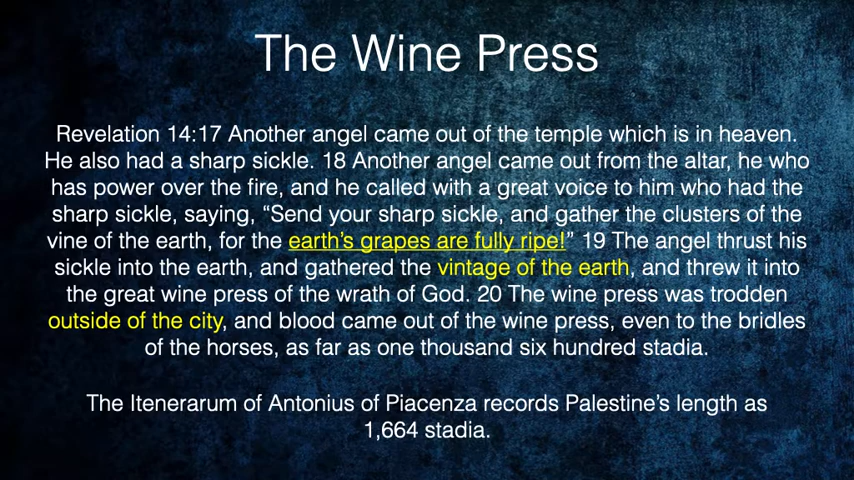 The Wine Press
Revelation 14:17 Another angel came out of the temple which is in heaven.
He also had a sharp sickle. 18 Another angel came out from the altar, he who
has power over the fire, and he called with a great voice to him who had the
sharp sickle, saying, “Send your sharp sickle, and gather the clusters of the
vine of the earth, for the earth’s grapes are fully ripe!” 19 The angel thrust his
sickle into the earth, and gathered the vintage of the earth, and threw it into
the great wine press of the wrath of God. 20 The wine press was trodden
outside of the city, and blood came out of the wine press, even to the bridles
of the horses, as far as one thousand six hundred stadia.
The Itenerarum of Antonius of Piacenza records Palestine’s length as
1,664 stadia.